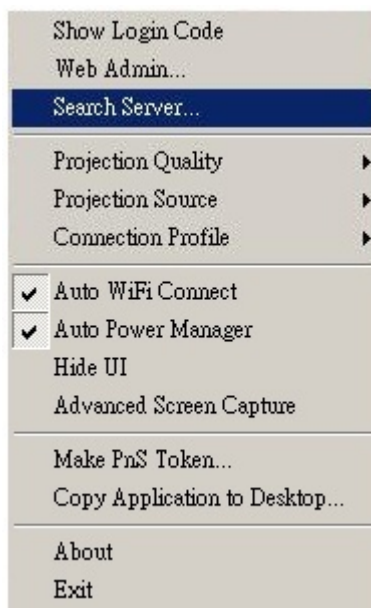 Show Login Code
Web Admin...
Search Server...
Projection Quality
Projection Source
Connection Profile
Auto WiFi Connect
Auto Power Manager
Hide UI
Advanced Screen Capture
Make PnS Token...
Copy Application to Desktop...
About
Exit